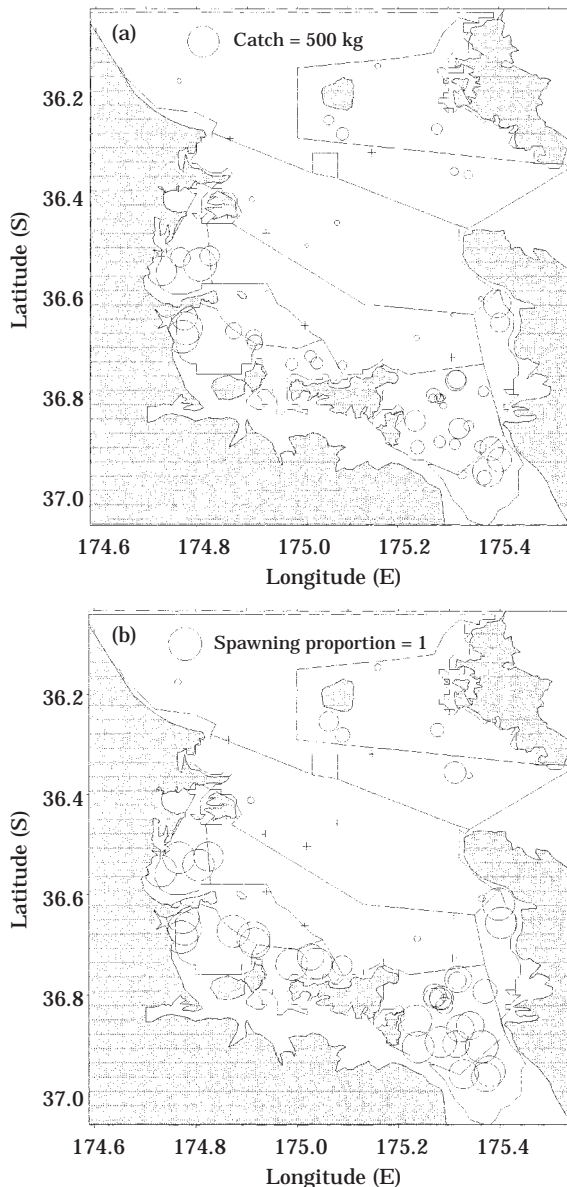 (a)
Catch = 500 kg
36.2
36.4
36.6
36.8
37.0
Latitude (S)
174.6 174.8 175.0 175.2 175.4
Longitude (E)
(b)
Spawning proportion = 1
36.2
36.4
36.6
36.8
37.0
Latitude (S)
174.6 174.8 175.0 175.2 175.4
Longitude (E)